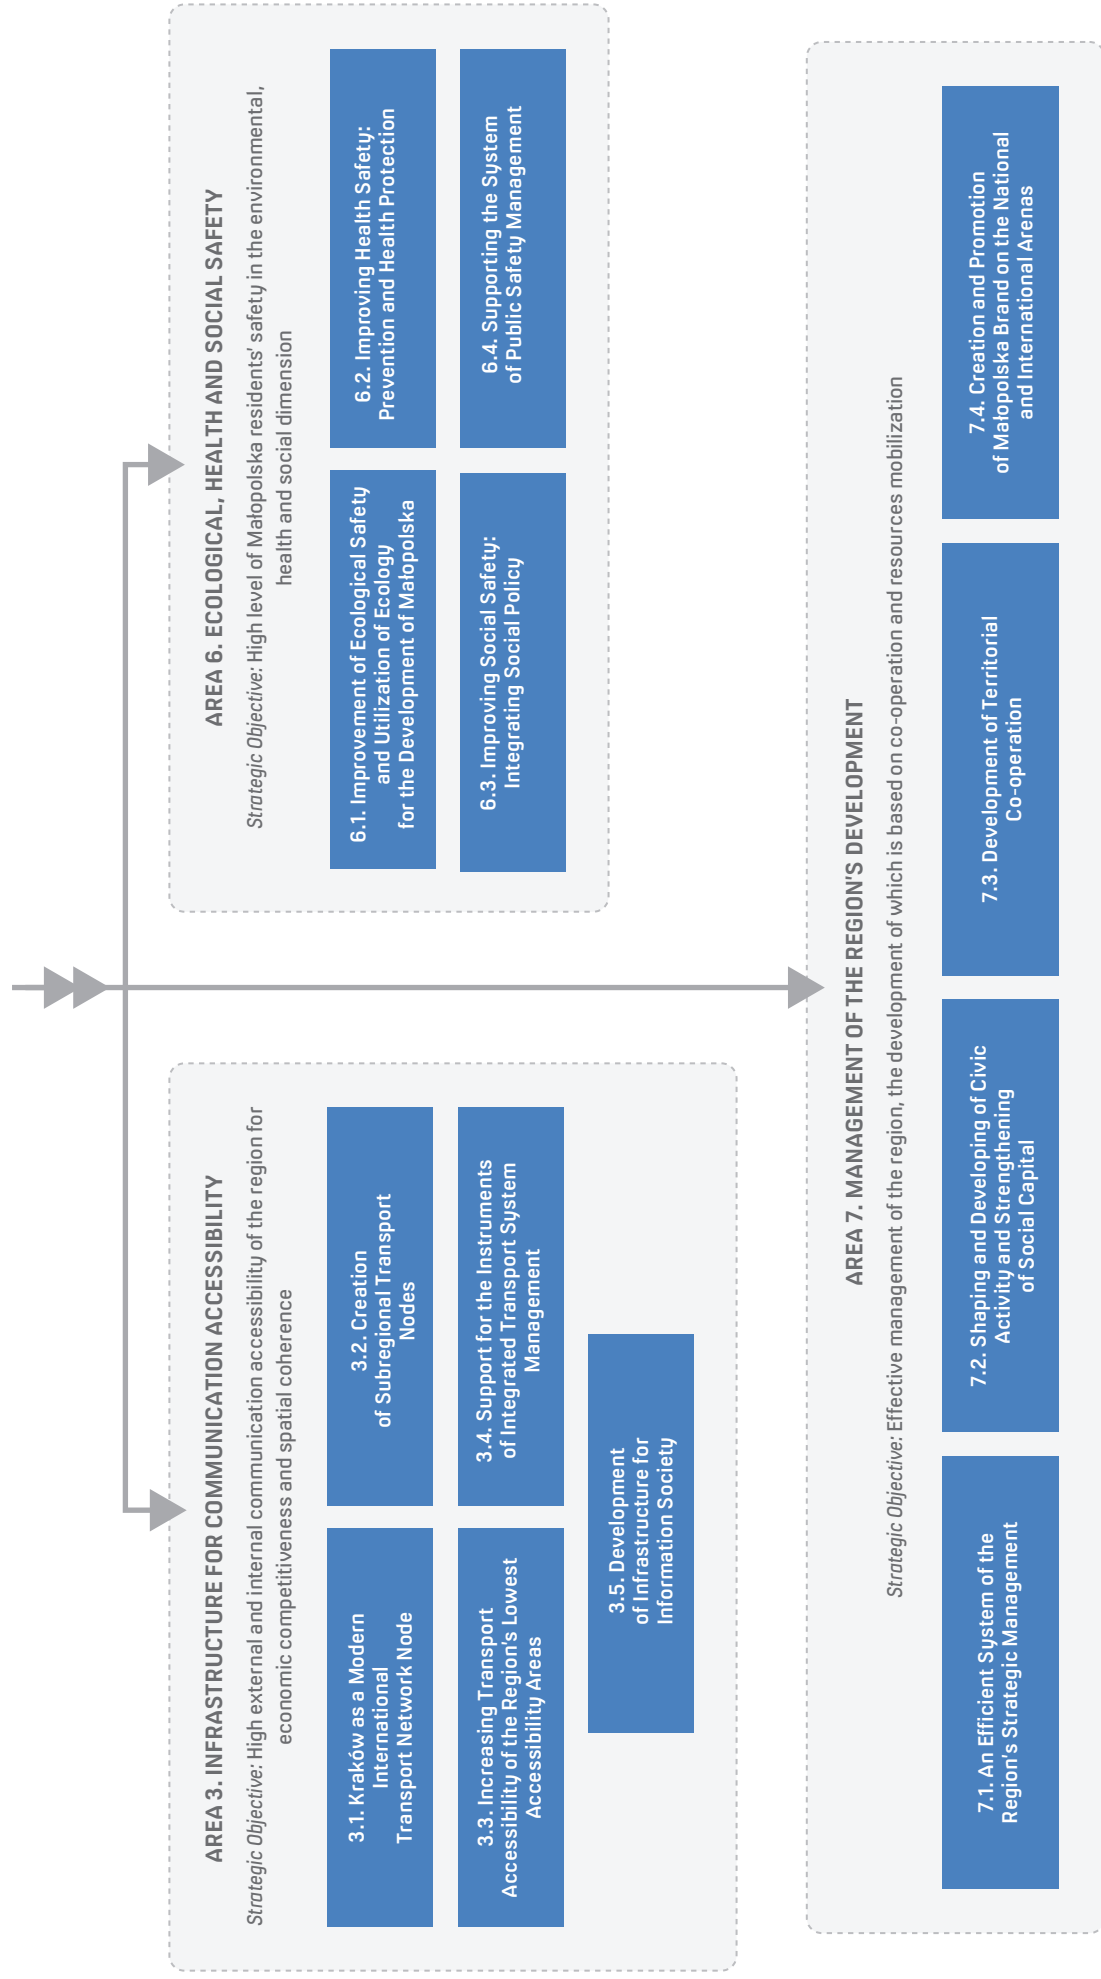 AREA 3. INFRASTRUCTURE FOR COMMUNICATION ACCESSIBILITY
Strategic Objective: High external and internal communication accessibility of the region for
economic competitiveness and spatial coherence
3.1. Kraków as a Modern
International
Transport Network Node
3.2. Creation
of Subregional Transport
Nodes
3.3. Increasing Transport
Accessibility of the Region's Lowest
Accessibility Areas
3.4. Support for the Instruments
of Integrated Transport System
Management
3.5. Development
of Infrastructure for
Information Society
AREA 6. ECOLOGICAL, HEALTH AND SOCIAL SAFETY
Strategic Objective: High level of Małopolska residents' safety in the environmental,
health and social dimension
6.1. Improvement of Ecological Safety
and Utilization of Ecology
for the Development of Małopolska
6.2. Improving Health Safety:
Prevention and Health Protection
6.3. Improving Social Safety:
Integrating Social Policy
6.4. Supporting the System
of Public Safety Management
AREA 7. MANAGEMENT OF THE REGION'S DEVELOPMENT
Strategic Objective: Effective management of the region, the development of which is based on co-operation and resources mobilization
7.1. An Efficient System of the
Region's Strategic Management
7.2. Shaping and Developing of Civic
Activity and Strengthening
of Social Capital
7.3. Development of Territorial
Co-operation
7.4. Creation and Promotion
of Małopolska Brand on the National
and International Arenas